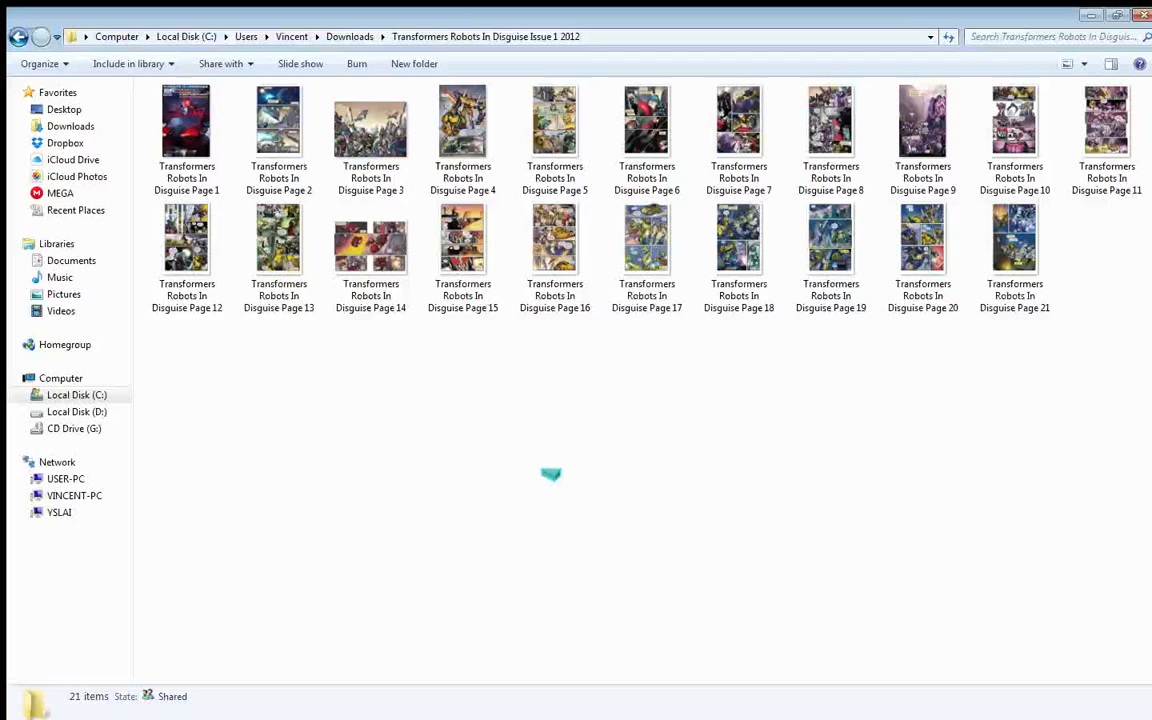 Computer Local Disk (C:) Users Vincent Downloads Transformers Robots In Disguise Issue 1 2012
Search Transformers Robots In Disguis...
Organize Include in library Share with Slide show Burn New folder
Favorites
Desktop
Downloads
Dropbox
iCloud Drive
iCloud Photos
MEGA
Recent Places
Libraries
Documents
Music
Pictures
Videos
Homegroup
Computer
Local Disk (C:)
Local Disk (D:)
CD Drive (G:)
Network
USER-PC
VINCENT-PC
YSLAI
Transformers Robots In Disguise Page 1
Transformers Robots In Disguise Page 2
Transformers Robots In Disguise Page 3
Transformers Robots In Disguise Page 4
Transformers Robots In Disguise Page 5
Transformers Robots In Disguise Page 6
Transformers Robots In Disguise Page 7
Transformers Robots In Disguise Page 8
Transformers Robots In Disguise Page 9
Transformers Robots In Disguise Page 10
Transformers Robots In Disguise Page 11
Transformers Robots In Disguise Page 12
Transformers Robots In Disguise Page 13
Transformers Robots In Disguise Page 14
Transformers Robots In Disguise Page 15
Transformers Robots In Disguise Page 16
Transformers Robots In Disguise Page 17
Transformers Robots In Disguise Page 18
Transformers Robots In Disguise Page 19
Transformers Robots In Disguise Page 20
Transformers Robots In Disguise Page 21
21 items State: Shared